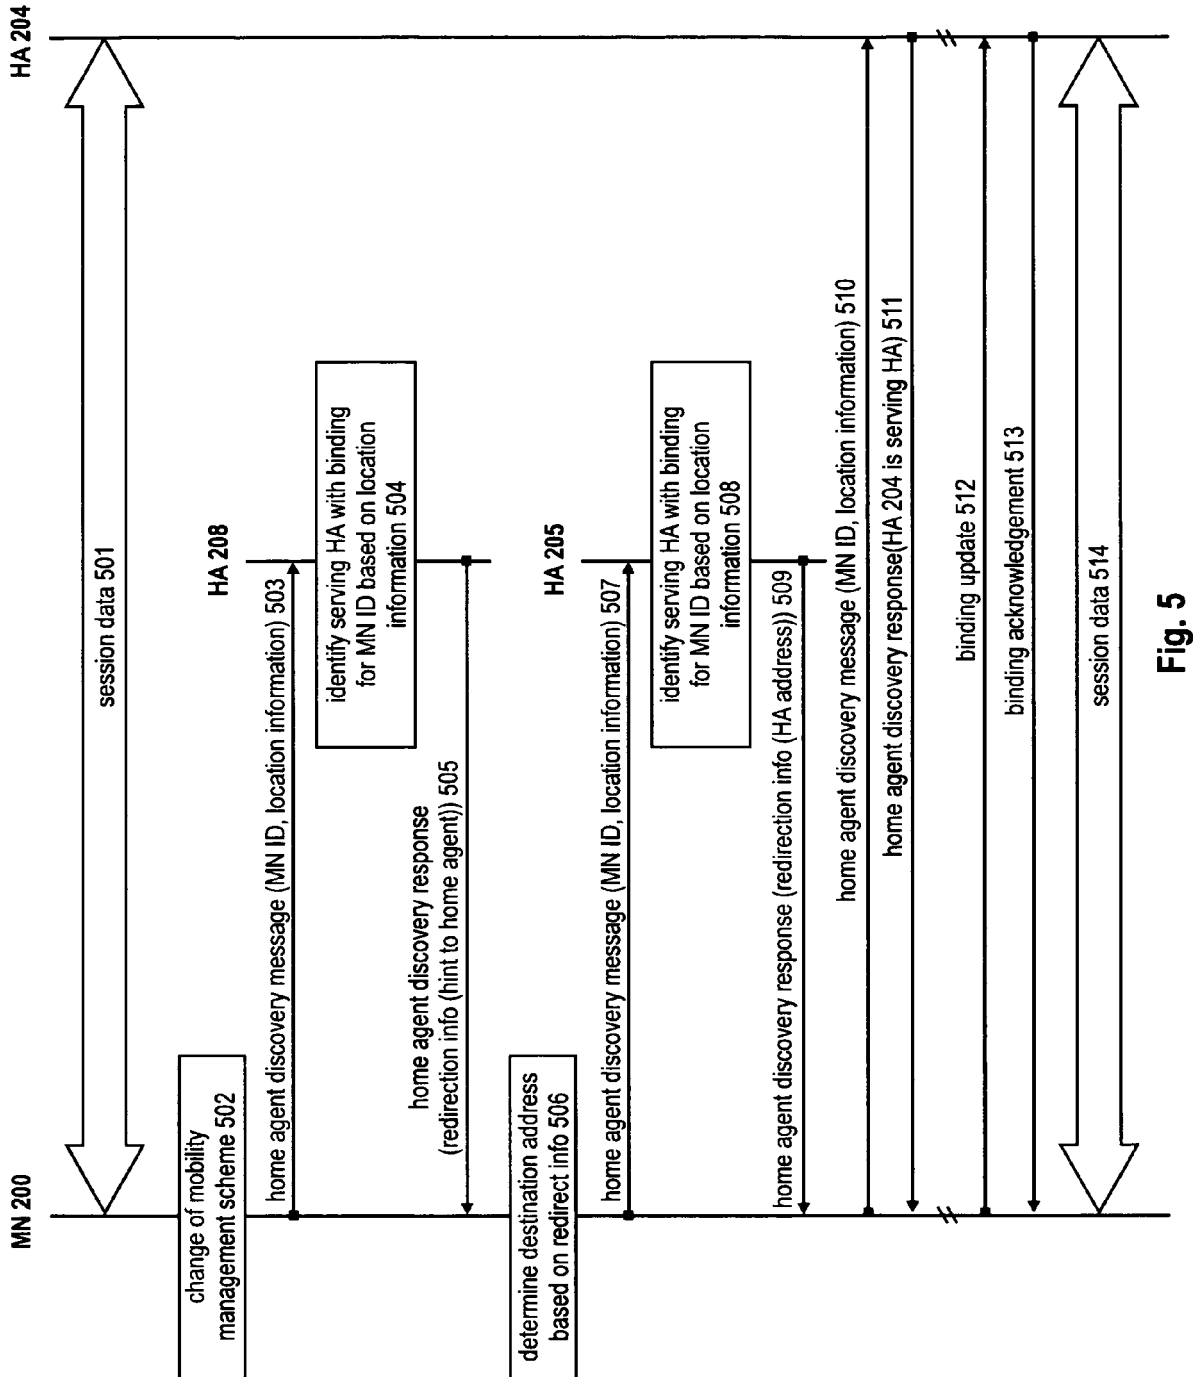 MN 200
HA 204
session data 501
change of mobility
management scheme 502
HA 208
home agent discovery message (MN ID, location information) 503
identify serving HA with binding
for MN ID based on location
information 504
home agent discovery response
(redirection info (hint to home agent)) 505
determine destination address
based on redirect info 506
HA 205
home agent discovery message (MN ID, location information) 507
identify serving HA with binding
for MN ID based on location
information 508
home agent discovery response (redirection info (HA address)) 509
home agent discovery message (MN ID, location information) 510
home agent discovery response(HA 204 is serving HA) 511
binding update 512
binding acknowledgement 513
session data 514
Fig. 5